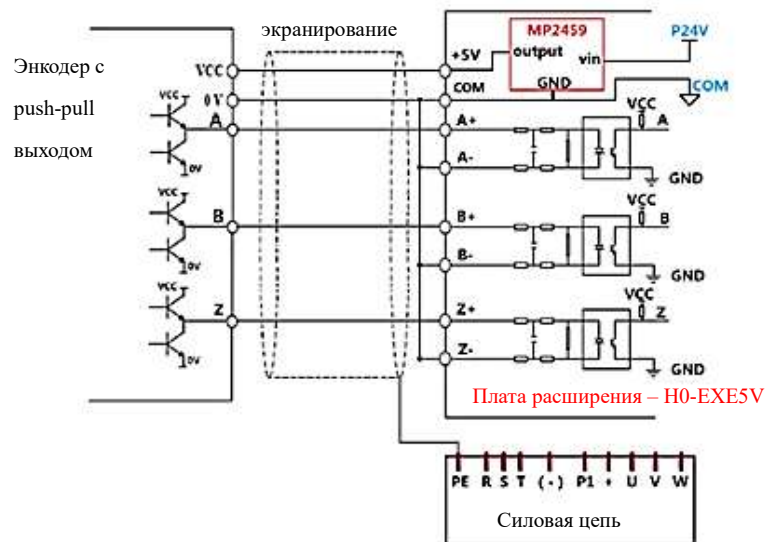 экранирование
MP2459
P24V
Энкодер с
push-pull
выходом
VCC
+5V
output
vin
GND
0V
COM
COM
VCC
A
A+
VCC
A
0V
A-
GND
VCC
B
B+
VCC
B
0V
B-
GND
VCC
Z
Z+
VCC
Z
0V
Z-
GND
Плата расширения – H0-EXE5V
PE R S T (-) P1 + U V W
Силовая цепь